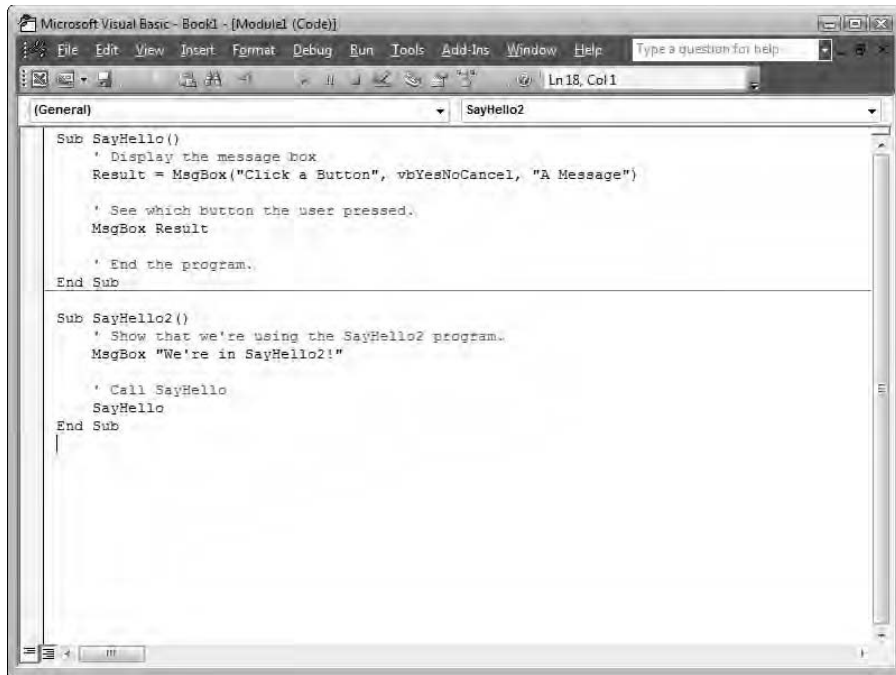 Microsoft Visual Basic - Book1 - [Module1 (Code)]
File Edit View Insert Format Debug Run Tools Add-Ins Window Help Type a question for help
Ln 18, Col 1
(General) SayHello2
Sub SayHello()
' Display the message box
Result = MsgBox("Click a Button", vbYesNoCancel, "A Message")
' See which button the user pressed.
MsgBox Result
' End the program.
End Sub
Sub SayHello2()
' Show that we're using the SayHello2 program.
MsgBox "We're in SayHello2!"
' Call SayHello
SayHello
End Sub